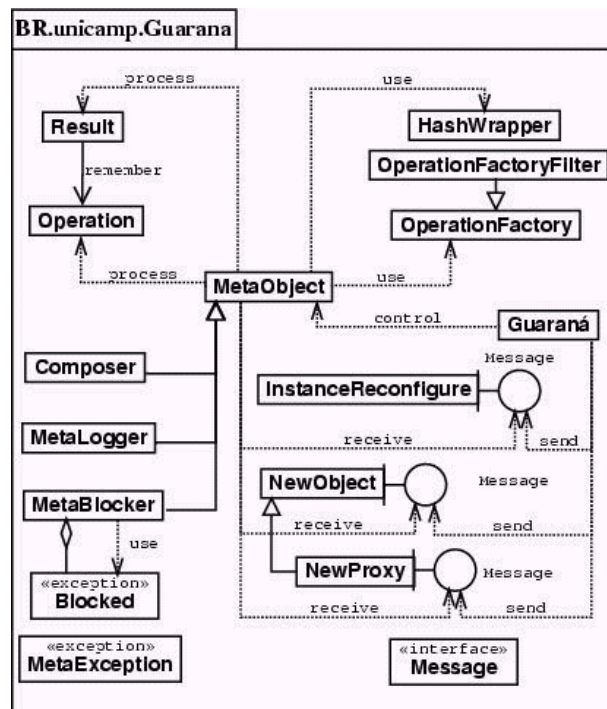 BR.unicamp.Guarana
process
use
Result
HashWrapper
remember
OperationFactoryFilter
Operation
OperationFactory
process
use
MetaObject
control
Guaraná
Composer
Message
InstanceReconfigure
MetaLogger
receive
send
NewObject
Message
MetaBlocker
use
receive
send
«exception»
Blocked
NewProxy
Message
receive
send
«exception»
MetaException
«interface»
Message